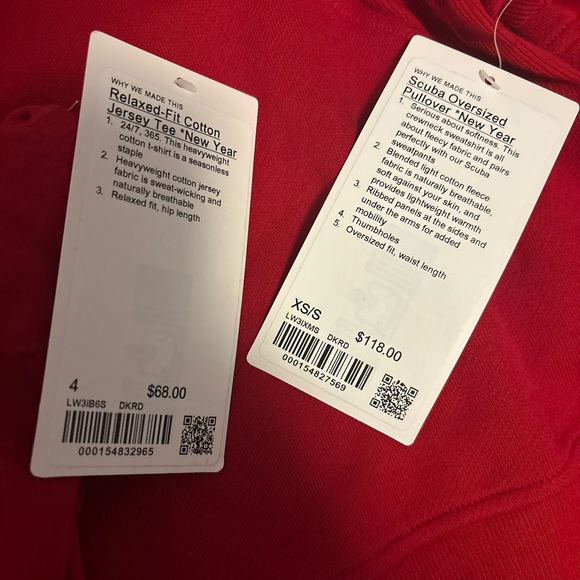 WHY WE MADE THIS
Relaxed-Fit Cotton
Jersey Tee *New Year
1. 24/7, 365. This heavyweight
cotton t-shirt is a seasonless
staple
2. Heavyweight cotton jersey
fabric is sweat-wicking and
naturally breathable
3. Relaxed fit, hip length
4 $68.00
LW3IB6S DKRD
000154832965
WHY WE MADE THIS
Scuba Oversized
Pullover *New Year
1. Serious about softness. This
crewneck sweatshirt is all
about fleecy fabric and pairs
perfectly with our Scuba
sweatpants
2. Blended light cotton fleece
fabric is naturally breathable,
soft against your skin, and
provides lightweight warmth
3. Ribbed panels at the sides and
under the arms for added
mobility
4. Thumbholes
5. Oversized fit, waist length
XS/S $118.00
LW3IXMS DKRD
000154827569